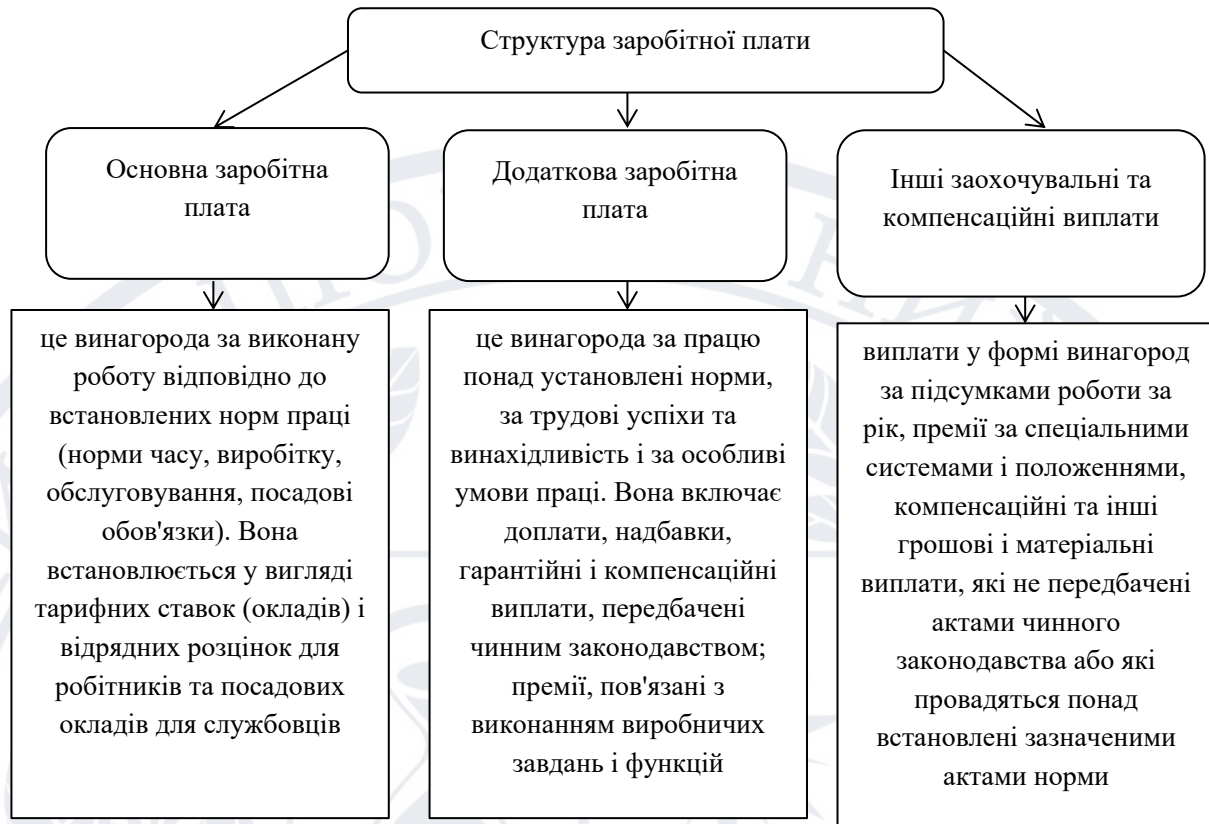 Структура заробітної плати
Основна заробітна
плата
Додаткова заробітна
плата
Інші заохочувальні та
компенсаційні виплати
це винагорода за виконану
роботу відповідно до
встановлених норм праці
(норми часу, виробітку,
обслуговування, посадові
обов'язки). Вона
встановлюється у вигляді
тарифних ставок (окладів) і
відрядних розцінок для
робітників та посадових
окладів для службовців
це винагорода за працю
понад установлені норми,
за трудові успіхи та
винахідливість і за особливі
умови праці. Вона включає
доплати, надбавки,
гарантійні і компенсаційні
виплати, передбачені
чинним законодавством;
премії, пов'язані з
виконанням виробничих
завдань і функцій
виплати у формі винагород
за підсумками роботи за
рік, премії за спеціальними
системами і положеннями,
компенсаційні та інші
грошові і матеріальні
виплати, які не передбачені
актами чинного
законодавства або які
провадяться понад
встановлені зазначеними
актами норми